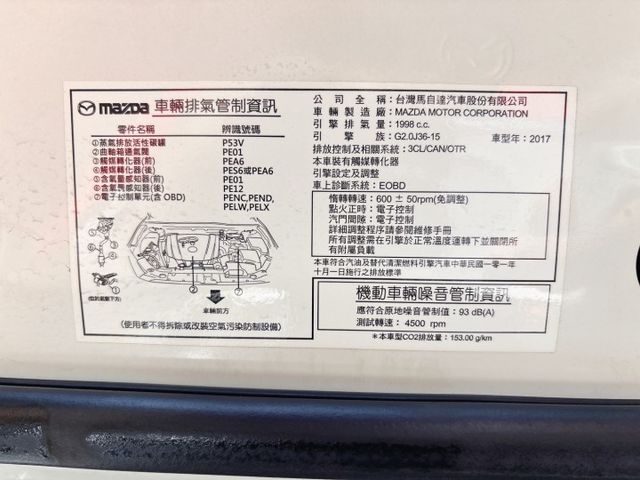 mazda 車輛排氣管制資訊
零件名稱 辨識號碼
①蒸氣排放活性碳罐 P53V
②曲軸箱通氣閥 PE01
③觸媒轉化器(前) PEA6
④觸媒轉化器(後) PES6或PEA6
⑤含氧量感應器(前) PE01
⑥含氧氣感應器(後) PE12
⑦電子控制單元(含OBD) PENC,PEND,
PELW,PELX
(位於底盤下方)
車輛前方
(使用者不得拆除或改裝空氣污染防制設備)
公司全稱：台灣馬自達汽車股份有限公司
車輛製造廠：MAZDA MOTOR CORPORATION
引擎排氣量：1998 c.c.
引擎族：G2.0J36-15 車型年：2017
排放控制及相關系統：3CL/CAN/OTR
本車裝有觸媒轉化器
引擎設定及調整
車上診斷系統：EOBD
惰轉轉速：600 ± 50rpm(免調整)
點火正時：電子控制
汽門間隙：電子控制
詳細調整程序請參閱維修手冊
所有調整需在引擎於正常溫度運轉下並關閉所
有附屬負載
本車符合汽油及替代清潔燃料引擎汽車中華民國一零一年
十月一日施行之排放標準
機動車輛噪音管制資訊
應符合原地噪音管制值：93 dB(A)
測試轉速：4500 rpm
*本車型CO2排放量：153.00 g/km